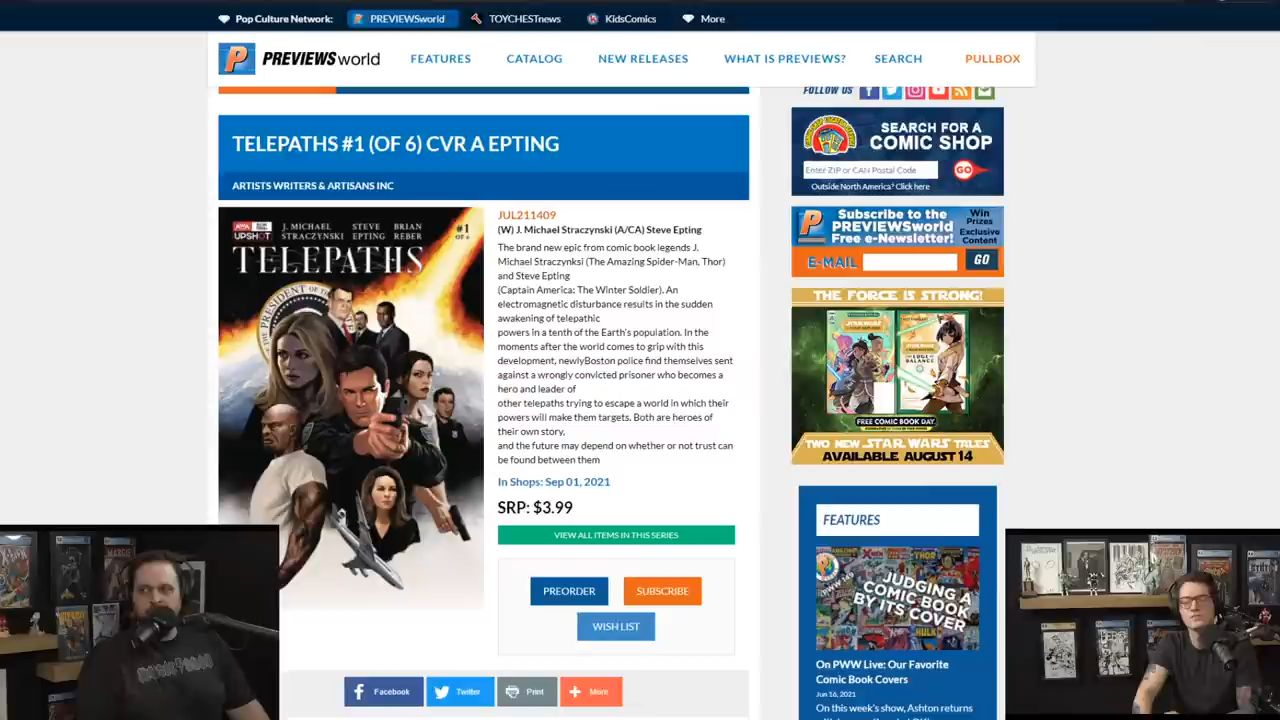 Pop Culture Network:
PREVIEWSworld
TOYCHESTnews
KidsComics
More
P PREVIEWSworld
FEATURES
CATALOG
NEW RELEASES
WHAT IS PREVIEWS?
SEARCH
PULLBOX
FOLLOW US
TELEPATHS #1 (OF 6) CVR A EPTING
ARTISTS WRITERS & ARTISANS INC
UPSHOT
J. MICHAEL STRACZYNSKI
STEVE EPTING
BRIAN REBER
#1
OF 6
TELEPATHS
PRESIDENT OF THE
JUL211409
(W) J. Michael Straczynski (A/CA) Steve Epting
The brand new epic from comic book legends J.
Michael Straczynksi (The Amazing Spider-Man, Thor)
and Steve Epting
(Captain America: The Winter Soldier). An
electromagnetic disturbance results in the sudden
awakening of telepathic
powers in a tenth of the Earth's population. In the
moments after the world comes to grip with this
development, newlyBoston police find themselves sent
against a wrongly convicted prisoner who becomes a
hero and leader of
other telepaths trying to escape a world in which their
powers will make them targets. Both are heroes of
their own story,
and the future may depend on whether or not trust can
be found between them
In Shops: Sep 01, 2021
SRP: $3.99
VIEW ALL ITEMS IN THIS SERIES
PREORDER
SUBSCRIBE
WISH LIST
Facebook
Twitter
Print
More
SEARCH FOR A
COMIC SHOP
Enter ZIP or CAN Postal Code
GO
Outside North America? Click here
Subscribe to the
PREVIEWSworld
Free e-Newsletter!
Win
Prizes
Exclusive
Content
E-MAIL
GO
THE FORCE IS STRONG!
FREE COMIC BOOK DAY
TWO NEW STAR WARS TALES
AVAILABLE AUGUST 14
FEATURES
JUDGING A
COMIC BOOK
BY ITS COVER
On PWW Live: Our Favorite
Comic Book Covers
Jun 16, 2021
On this week's show, Ashton returns